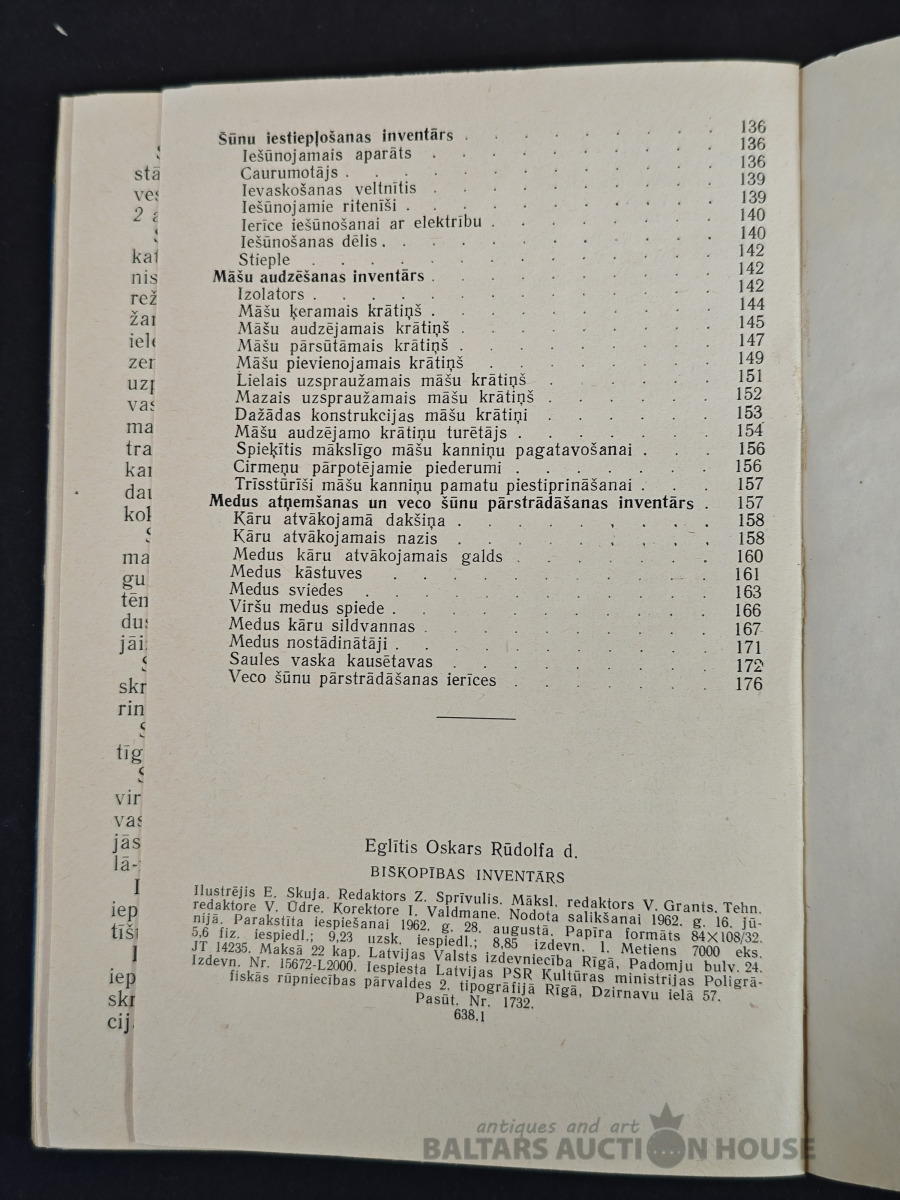 Šūnu iestiepļošanas inventārs . . . . . . . 136
Iešūnojamais aparāts . . . . . . . 136
Caurumotājs . . . . . . . . 136
Ievaskošanas veltnītis . . . . . . . 139
Iešūnojamie ritenīši . . . . . . . 139
Ierīce iešūnošanai ar elektrību . . . . . . 140
Iešūnošanas dēlis . . . . . . . . 140
Stieple . . . . . . . . . 142
Māšu audzēšanas inventārs . . . . . . . 142
Izolators . . . . . . . . . 142
Māšu ķeramais krātiņš . . . . . . . 144
Māšu audzējamais krātiņš . . . . . . 145
Māšu pārsūtāmais krātiņš . . . . . . 147
Māšu pievienojamais krātiņš . . . . . . 149
Lielais uzspraužamais māšu krātiņš . . . . . 151
Mazais uzspraužamais māšu krātiņš . . . . . 152
Dažādas konstrukcijas māšu krātiņi . . . . . 153
Māšu audzējamo krātiņu turētājs . . . . . 154
Spieķītis mākslīgo māšu kanniņu pagatavošanai . . . 156
Cirmeņu pārpotējamie piederumi . . . . . . 156
Trīsstūrīši māšu kanniņu pamatu piestiprināšanai . . . 157
Medus atņemšanas un veco šūnu pārstrādāšanas inventārs . 157
Kāru atvākojamā dakšiņa . . . . . . . 158
Kāru atvākojamais nazis . . . . . . . 158
Medus kāru atvākojamais galds . . . . . . 160
Medus kāstuves . . . . . . . . 161
Medus sviedes . . . . . . . . 163
Viršu medus spiede . . . . . . . . 166
Medus kāru sildvannas . . . . . . . 167
Medus nostādinātāji . . . . . . . . 171
Saules vaska kausētavas . . . . . . . 172
Veco šūnu pārstrādāšanas ierīces . . . . . . 176
Eglītis Oskars Rūdolfa d.
BIŠKOPĪBAS INVENTĀRS
Ilustrējis E. Skuja. Redaktors Z. Sprīvulis. Māksl. redaktors V. Grants. Tehn.
redaktore V. Ūdre. Korektore I. Valdmane. Nodota salikšanai 1962. g. 16. jū-
nijā. Parakstīta iespiešanai 1962. g. 28. augustā. Papīra formāts 84×108/32.
5,6 fiz. iespiedl.; 9,23 uzsk. iespiedl.; 8,85 izdevn. l. Metiens 7000 eks.
JT 14235. Maksā 22 kap. Latvijas Valsts izdevniecība Rīgā, Padomju bulv. 24.
Izdevn. Nr. 15672-L2000. Iespiesta Latvijas PSR Kultūras ministrijas Poligrā-
fiskās rūpniecības pārvaldes 2. tipogrāfijā Rīgā, Dzirnavu ielā 57.
Pasūt. Nr. 1732.
638.1
antiques and art
BALTARS AUCTION HOUSE